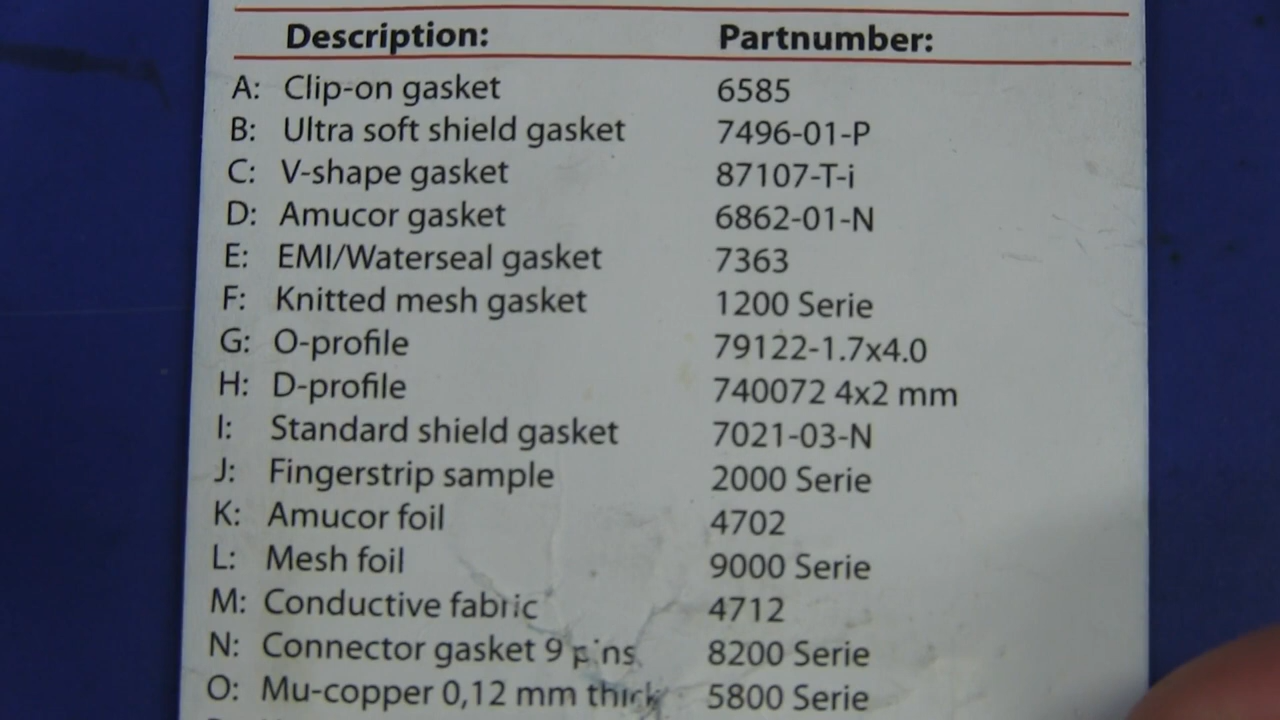 Description: Partnumber:
A: Clip-on gasket 6585
B: Ultra soft shield gasket 7496-01-P
C: V-shape gasket 87107-T-i
D: Amucor gasket 6862-01-N
E: EMI/Waterseal gasket 7363
F: Knitted mesh gasket 1200 Serie
G: O-profile 79122-1.7x4.0
H: D-profile 740072 4x2 mm
I: Standard shield gasket 7021-03-N
J: Fingerstrip sample 2000 Serie
K: Amucor foil 4702
L: Mesh foil 9000 Serie
M: Conductive fabric 4712
N: Connector gasket 9 pins 8200 Serie
O: Mu-copper 0,12 mm thick 5800 Serie